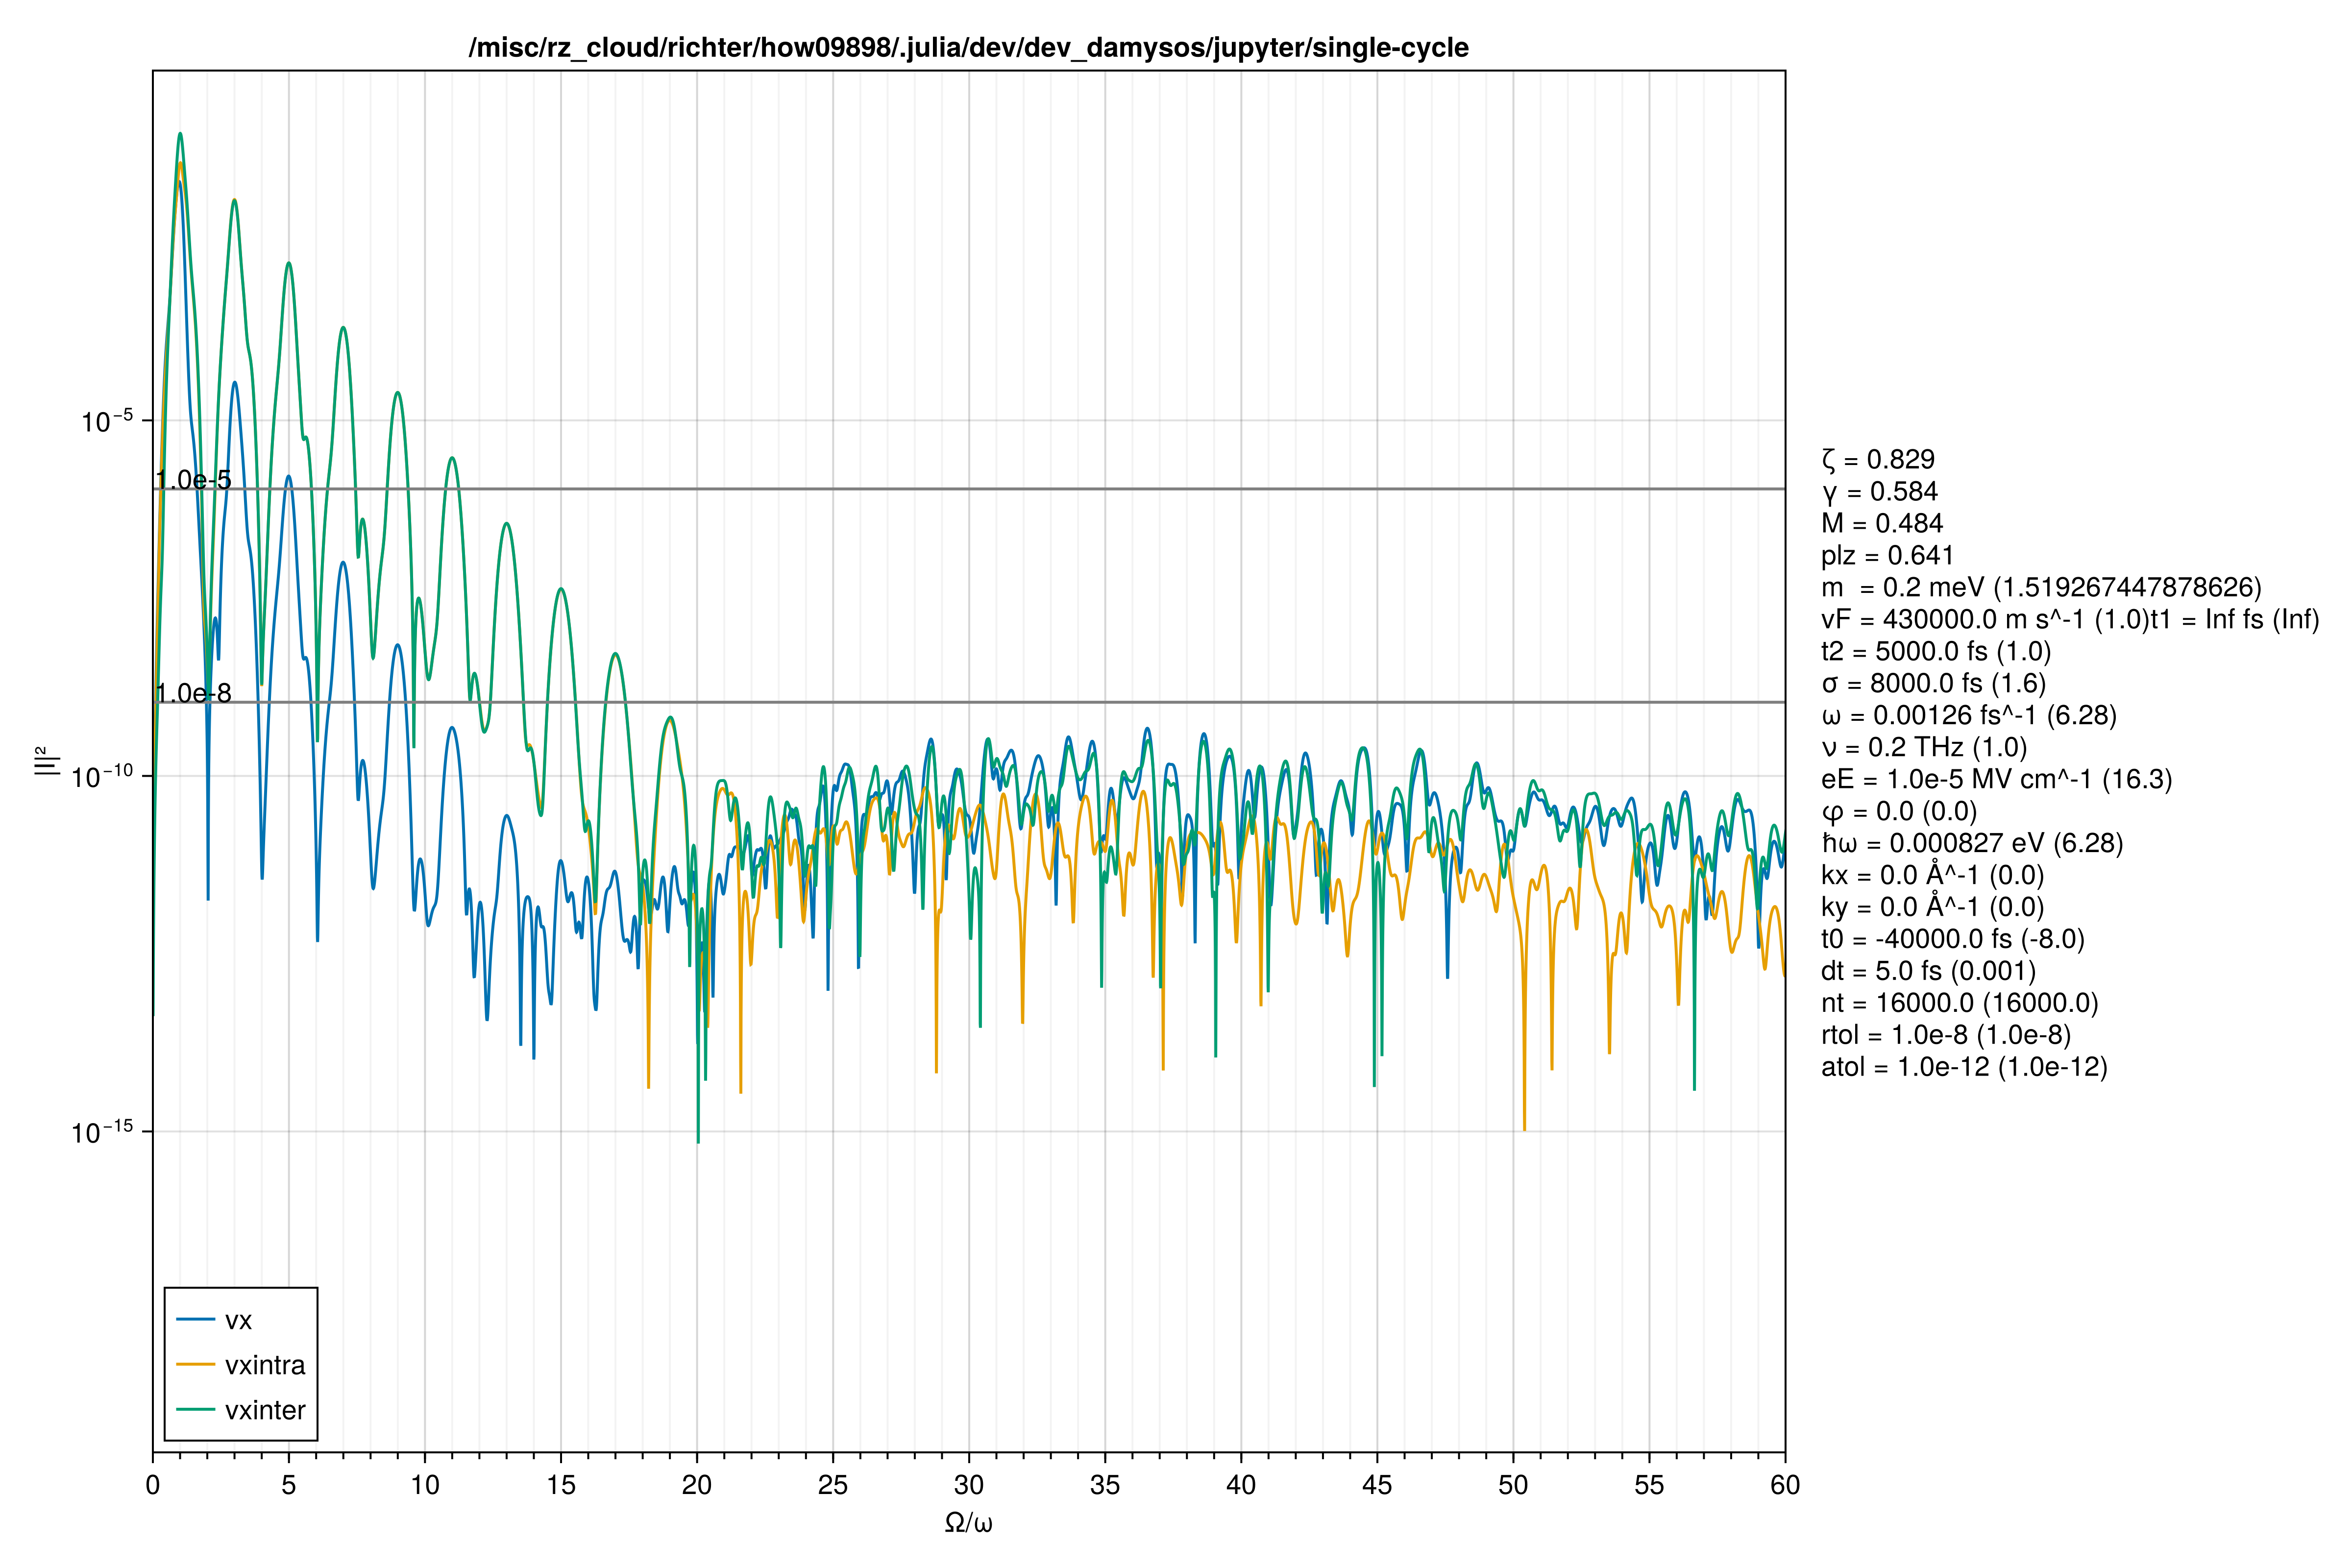 /misc/rz_cloud/richter/how09898/.julia/dev/dev_damysos/jupyter/single-cycle
|I|²
10⁻⁵
1.0e-5
1.0e-8
10⁻¹⁰
10⁻¹⁵
vx
vxintra
vxinter
0 5 10 15 20 25 30 35 40 45 50 55 60
Ω/ω
ζ = 0.829
γ = 0.584
M = 0.484
plz = 0.641
m  = 0.2 meV (1.519267447878626)
vF = 430000.0 m s^-1 (1.0)t1 = Inf fs (Inf)
t2 = 5000.0 fs (1.0)
σ = 8000.0 fs (1.6)
ω = 0.00126 fs^-1 (6.28)
ν = 0.2 THz (1.0)
eE = 1.0e-5 MV cm^-1 (16.3)
φ = 0.0 (0.0)
ħω = 0.000827 eV (6.28)
kx = 0.0 Å^-1 (0.0)
ky = 0.0 Å^-1 (0.0)
t0 = -40000.0 fs (-8.0)
dt = 5.0 fs (0.001)
nt = 16000.0 (16000.0)
rtol = 1.0e-8 (1.0e-8)
atol = 1.0e-12 (1.0e-12)